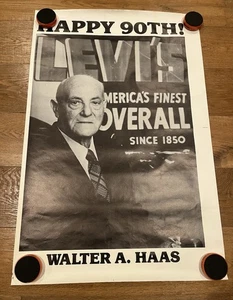 HAPPY 90TH!
LEVI'S
AMERICA'S FINEST
OVERALL
SINCE 1850
WALTER A. HAAS